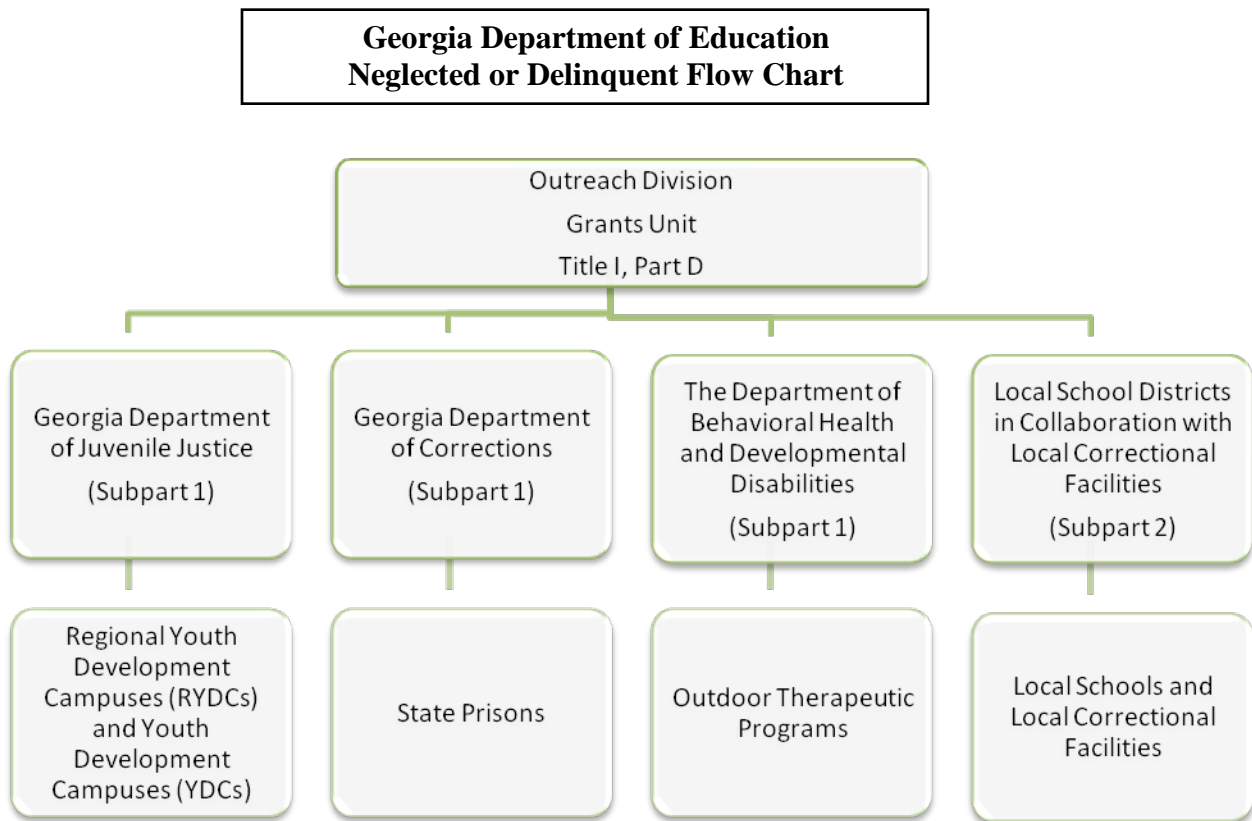 Georgia Department of Education
Neglected or Delinquent Flow Chart
Outreach Division
Grants Unit
Title I, Part D
Georgia Department
of Juvenile Justice
(Subpart 1)
Georgia Department
of Corrections
(Subpart 1)
The Department of
Behavioral Health
and Developmental
Disabilities
(Subpart 1)
Local School Districts
in Collaboration with
Local Correctional
Facilities
(Subpart 2)
Regional Youth
Development
Campuses (RYDCs)
and Youth
Development
Campuses (YDCs)
State Prisons
Outdoor Therapeutic
Programs
Local Schools and
Local Correctional
Facilities